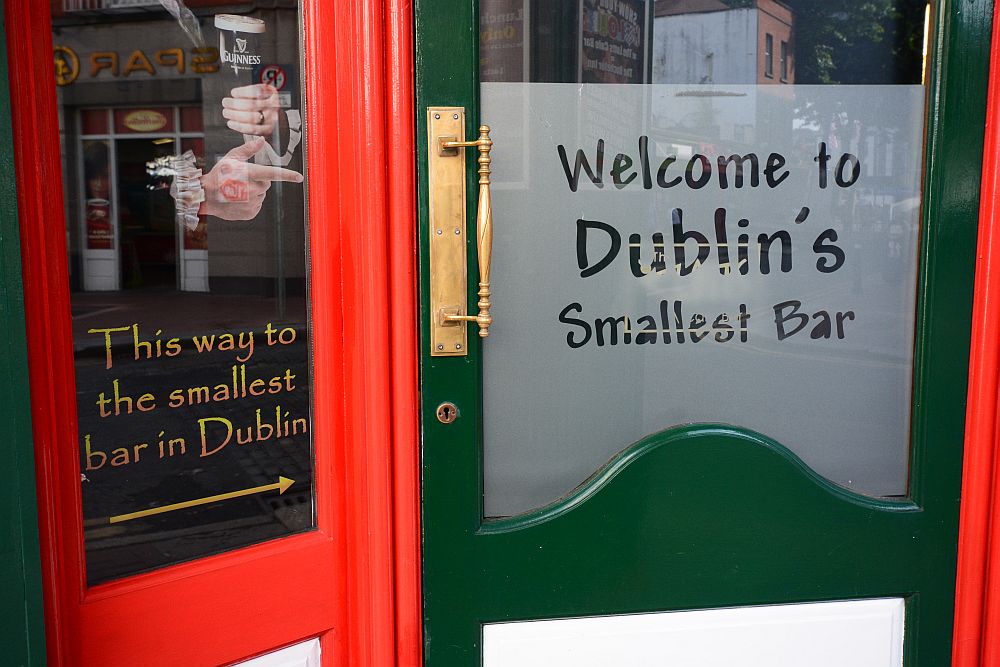 GUINNESS
SPAR
This way to
the smallest
bar in Dublin
Welcome to
Dublin's
Smallest Bar